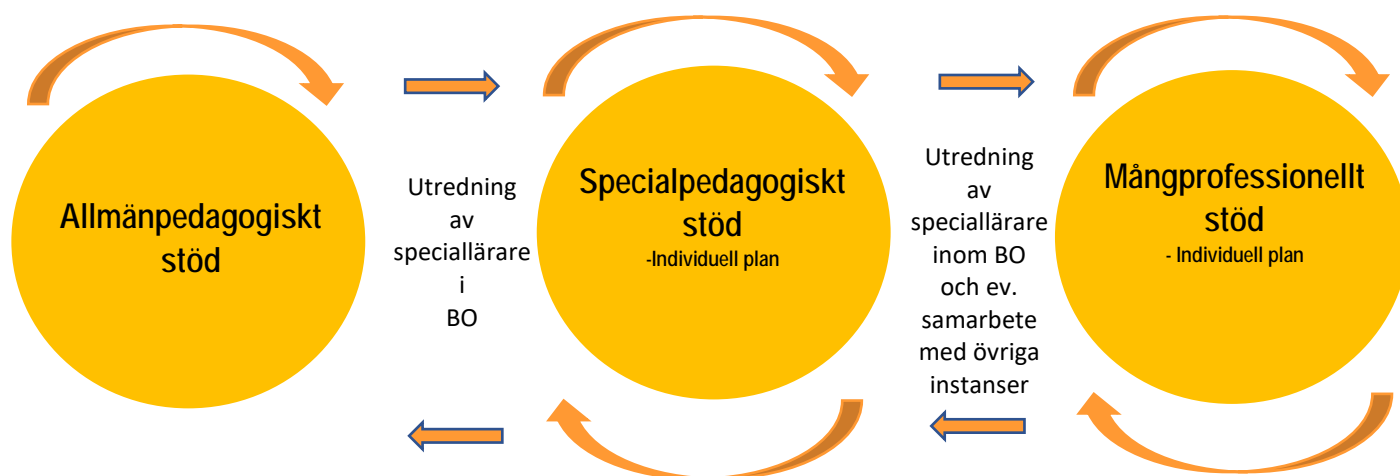 Allmänpedagogiskt
stöd
Utredning
av
speciallärare
i
BO
Specialpedagogiskt
stöd
-Individuell plan
Utredning
av
speciallärare
inom BO
och ev.
samarbete
med övriga
instanser
Mångprofessionellt
stöd
- Individuell plan